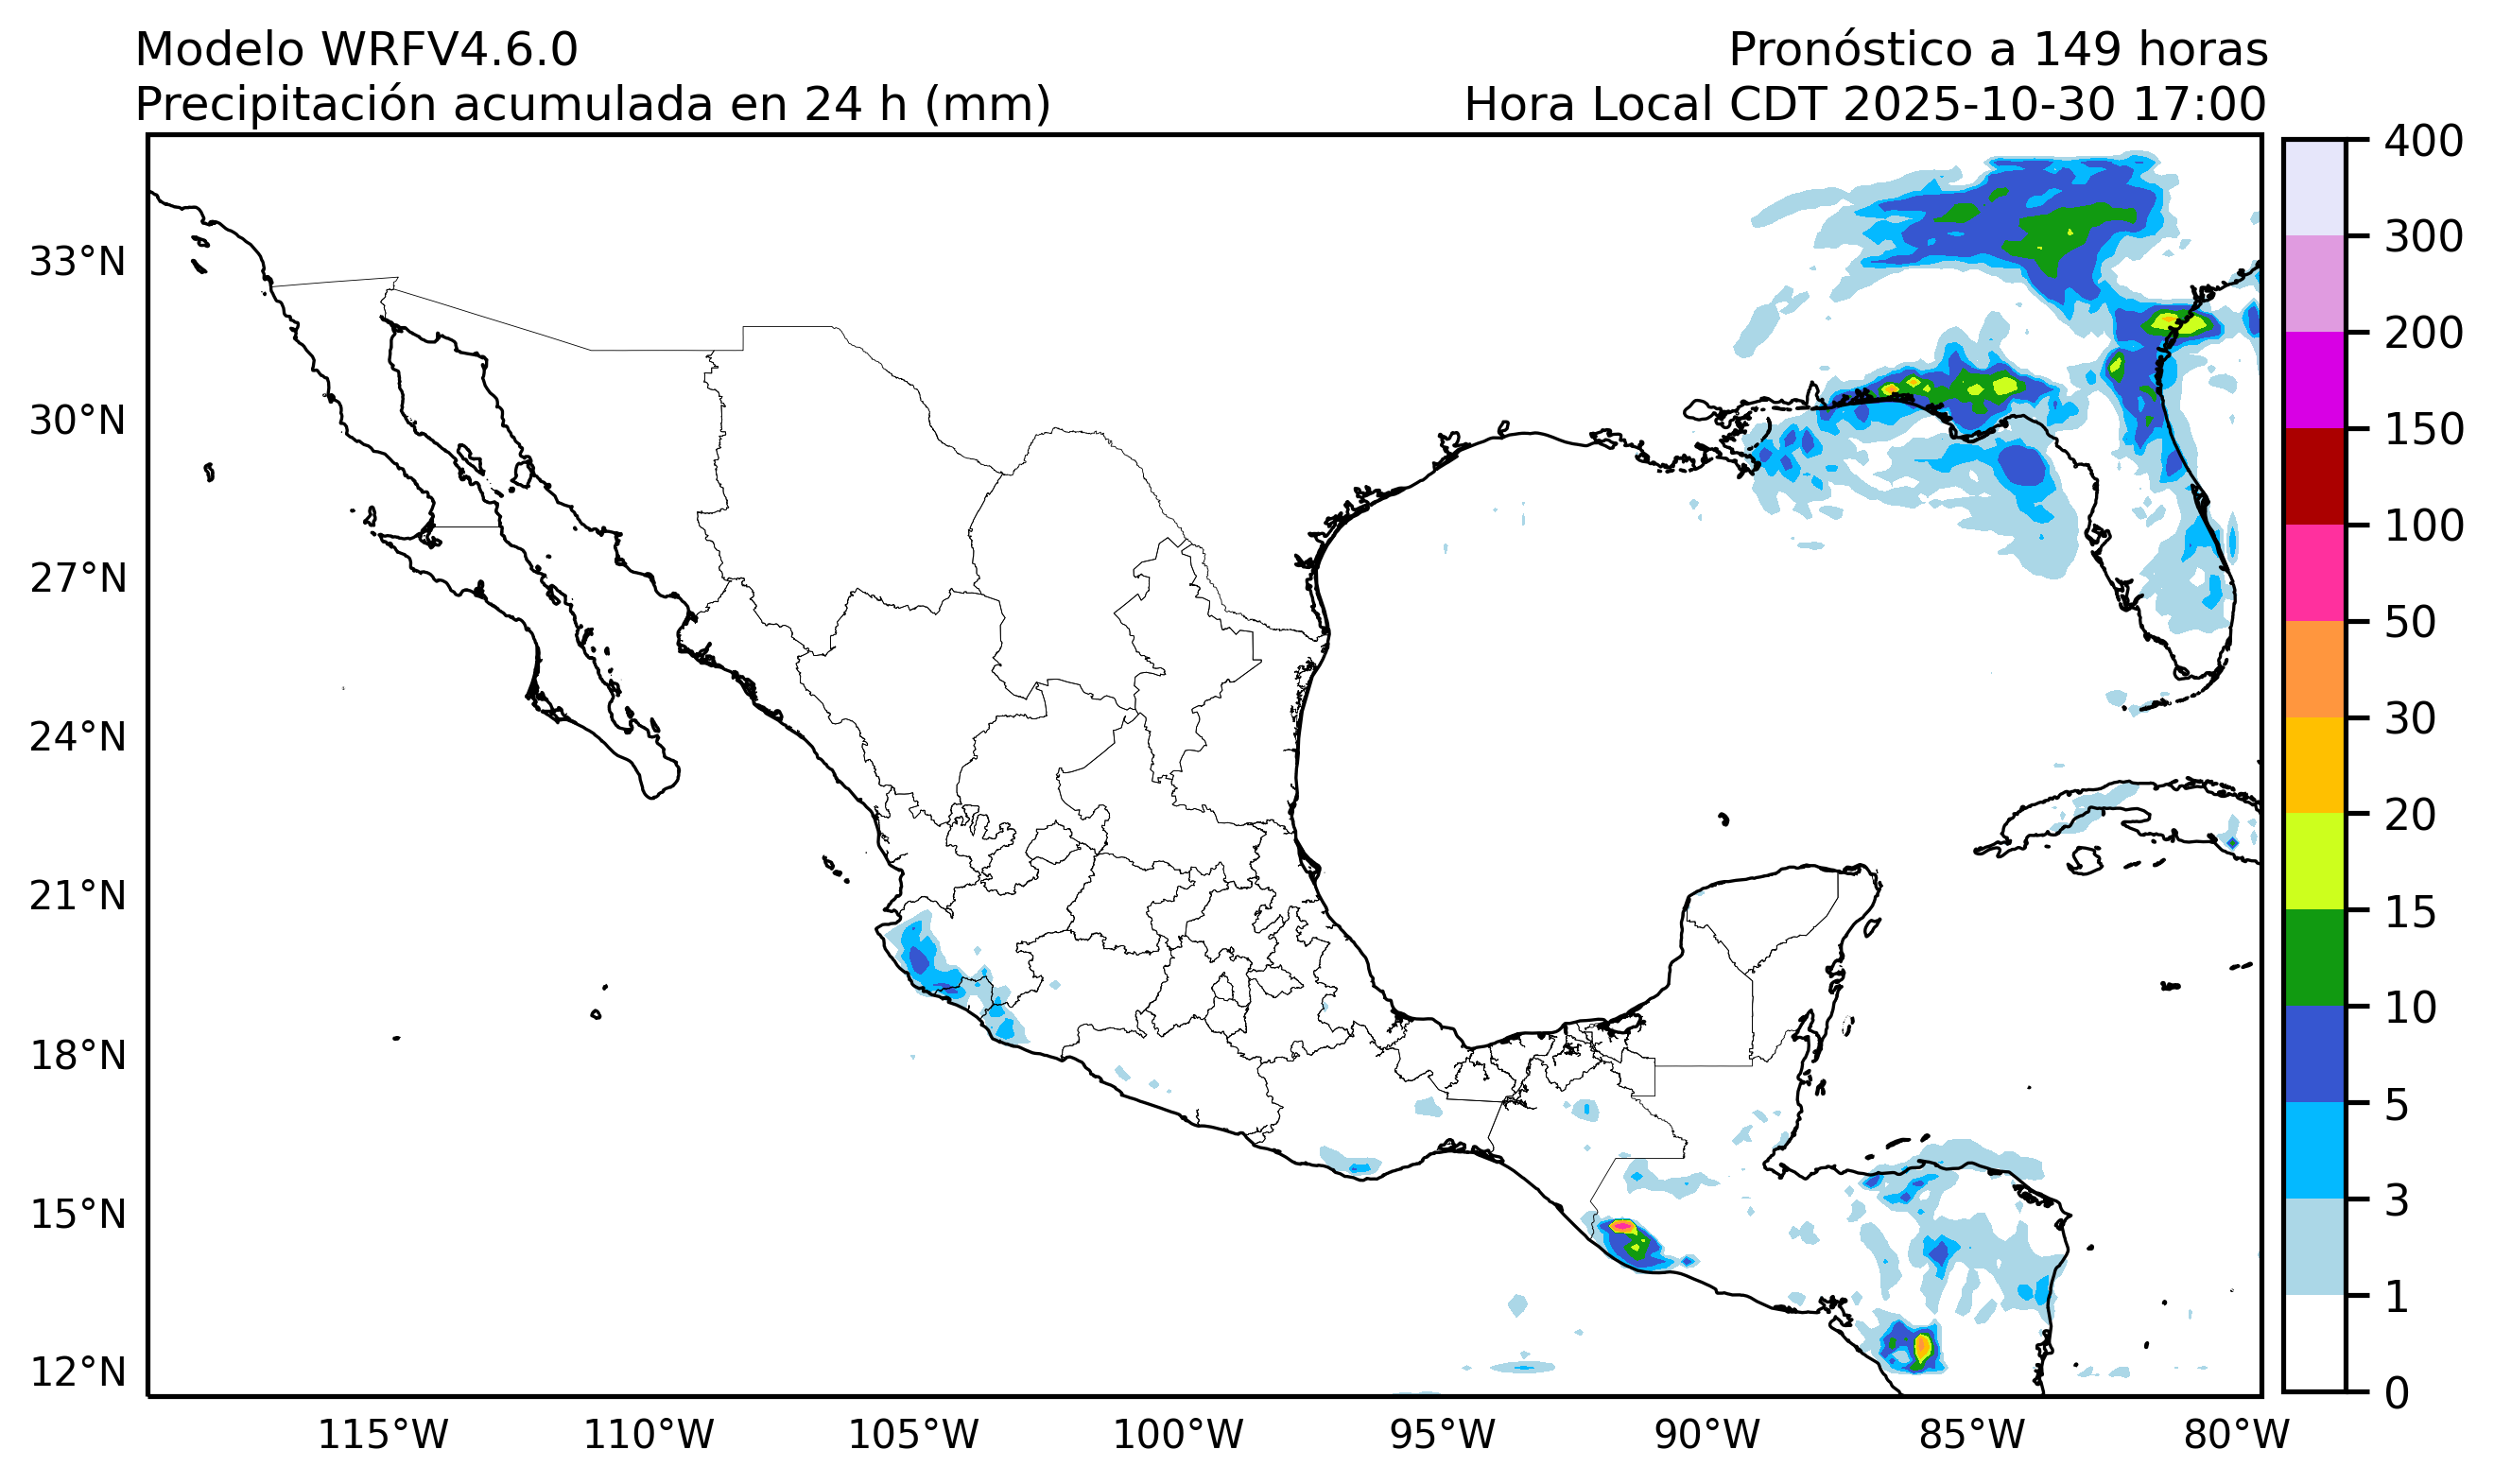 Modelo WRFV4.6.0
Pronóstico a 149 horas
Precipitación acumulada en 24 h (mm)
Hora Local CDT 2025-10-30 17:00
33°N
30°N
27°N
24°N
21°N
18°N
15°N
12°N
115°W
110°W
105°W
100°W
95°W
90°W
85°W
80°W
400
300
200
150
100
50
30
20
15
10
5
3
1
0